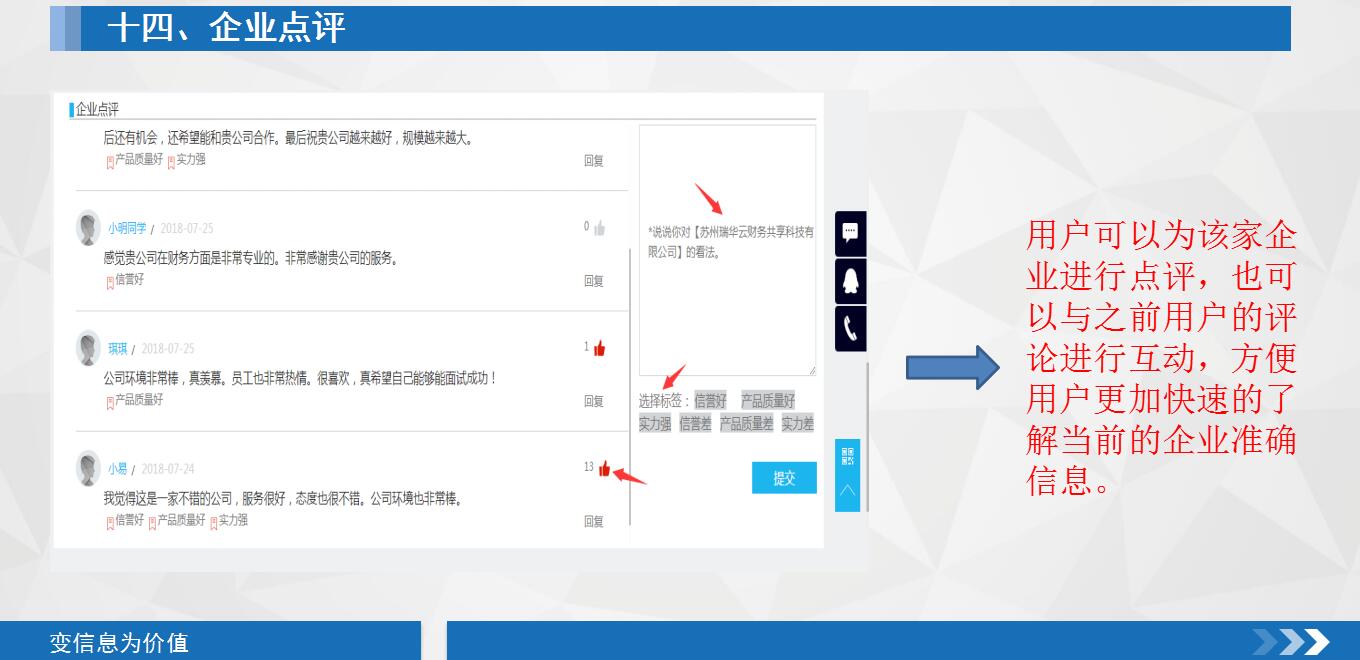 十四、企业点评
企业点评
后还有机会，还希望能和贵公司合作。最后祝贵公司越来越好，规模越来越大。
产品质量好 实力强
回复
小明同学 / 2018-07-25
0
感觉贵公司在财务方面是非常专业的。非常感谢贵公司的服务。
信誉好
回复
琪琪 / 2018-07-25
1
公司环境非常棒，真羡慕。员工也非常热情。很喜欢，真希望自己能够能面试成功！
产品质量好
回复
小易 / 2018-07-24
13
我觉得这是一家不错的公司，服务很好，态度也很不错。公司环境也非常棒。
信誉好 产品质量好 实力强
回复
*说说你对【苏州瑞华云财务共享科技有
限公司】的看法。
选择标签： 信誉好 产品质量好
实力强 信誉差 产品质量差 实力差
提交
用户可以为该家企
业进行点评，也可
以与之前用户的评
论进行互动，方便
用户更加快速的了
解当前的企业准确
信息。
变信息为价值